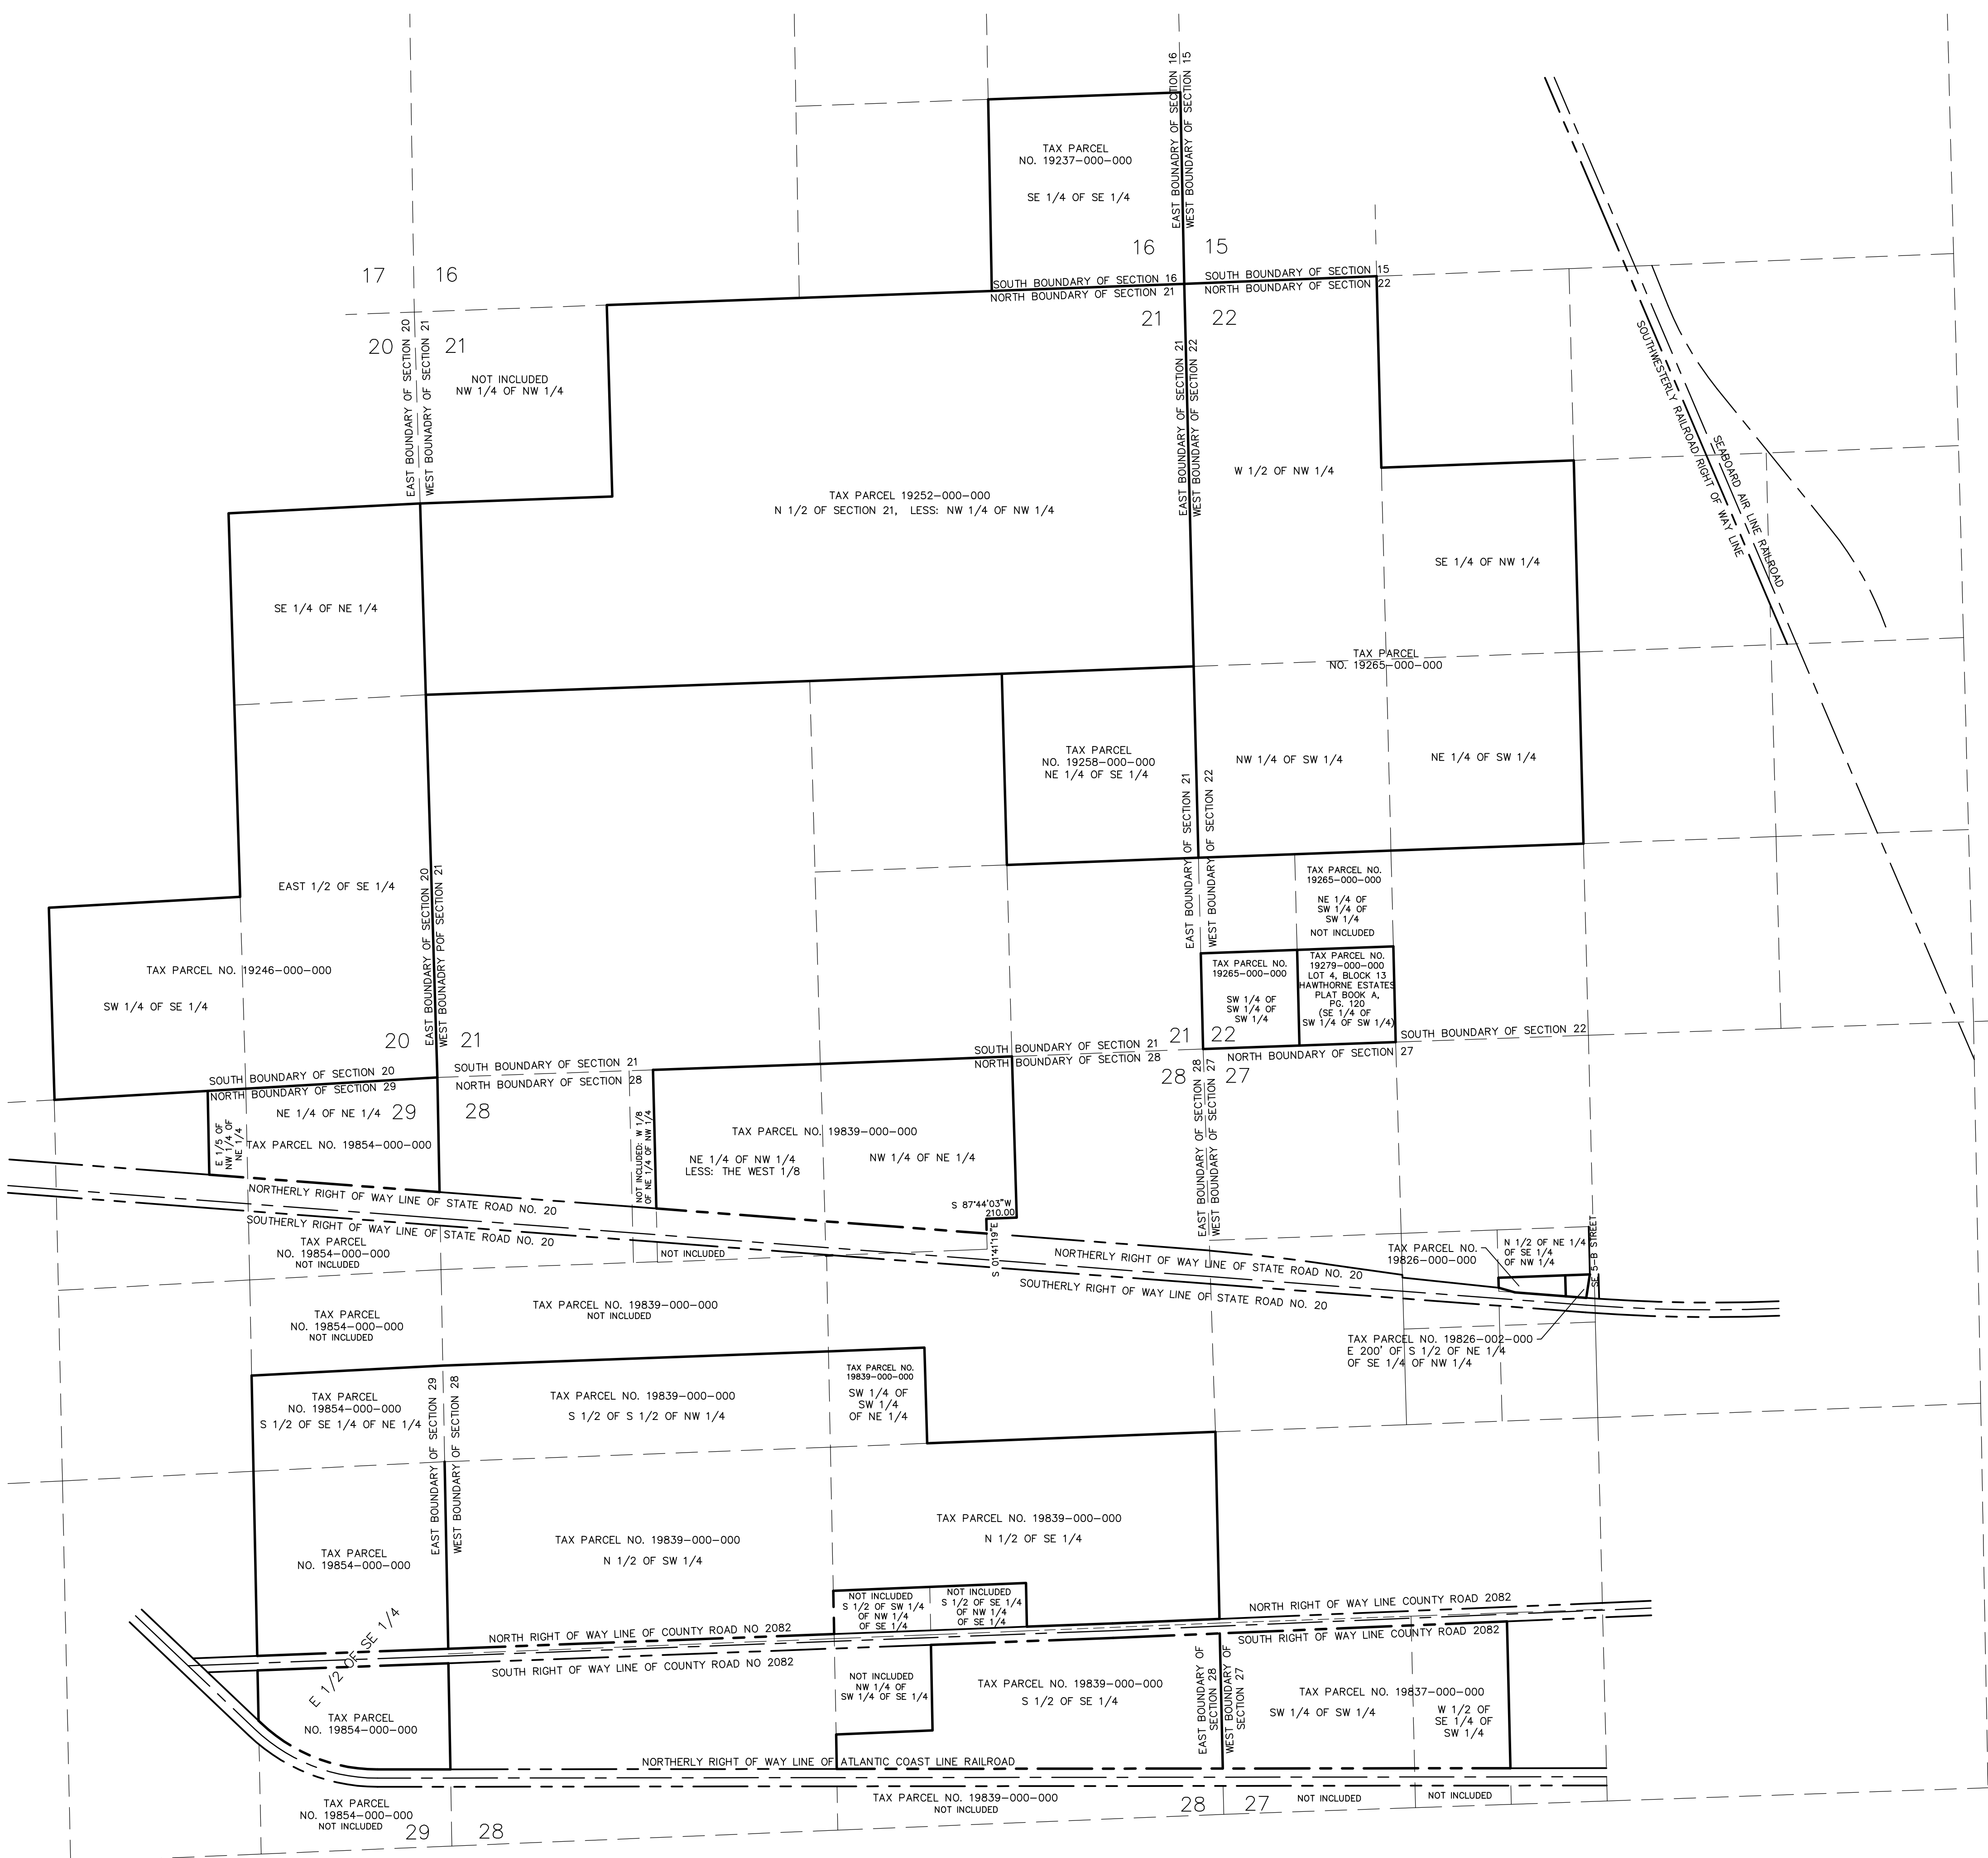 EAST BOUNADRY OF SECTION 16
WEST BOUNDARY OF SECTION 15
TAX PARCEL
NO. 19237-000-000
SE 1/4 OF SE 1/4
16
15
17
16
SOUTH BOUNDARY OF SECTION 16
NORTH BOUNDARY OF SECTION 21
SOUTH BOUNDARY OF SECTION 15
NORTH BOUNDARY OF SECTION 22
20
21
21
22
EAST BOUNDARY OF SECTION 20
WEST BOUNADRY OF SECTION 21
NOT INCLUDED
NW 1/4 OF NW 1/4
EAST BOUNDARY OF SECTION 21
WEST BOUNDARY OF SECTION 22
SOUTHWESTERLY RAILROAD RIGHT OF WAY LINE
SEABOARD AIR LINE RAILROAD
W 1/2 OF NW 1/4
TAX PARCEL 19252-000-000
N 1/2 OF SECTION 21, LESS: NW 1/4 OF NW 1/4
SE 1/4 OF NW 1/4
SE 1/4 OF NE 1/4
TAX PARCEL
NO. 19265-000-000
TAX PARCEL
NO. 19258-000-000
NE 1/4 OF SE 1/4
NW 1/4 OF SW 1/4
NE 1/4 OF SW 1/4
EAST BOUNDARY OF SECTION 21
WEST BOUNDARY OF SECTION 22
EAST 1/2 OF SE 1/4
EAST BOUNDARY OF SECTION 20
WEST BOUNADRY POF SECTION 21
TAX PARCEL NO.
19265-000-000
NE 1/4 OF
SW 1/4 OF
SW 1/4
NOT INCLUDED
TAX PARCEL NO. 19246-000-000
SW 1/4 OF SE 1/4
TAX PARCEL NO.
19265-000-000
SW 1/4 OF
SW 1/4 OF
SW 1/4
TAX PARCEL NO.
19279-000-000
LOT 4, BLOCK 13
HAWTHORNE ESTATES
PLAT BOOK A,
PG. 120
(SE 1/4 OF
SW 1/4 OF SW 1/4)
20
21
21
22
SOUTH BOUNDARY OF SECTION 22
SOUTH BOUNDARY OF SECTION 20
NORTH BOUNDARY OF SECTION 29
SOUTH BOUNDARY OF SECTION 21
NORTH BOUNDARY OF SECTION 28
SOUTH BOUNDARY OF SECTION 21
NORTH BOUNDARY OF SECTION 28
NORTH BOUNDARY OF SECTION 27
28
27
NE 1/4 OF NE 1/4
29
28
E 1/5 OF
NW 1/4 OF
NE 1/4
TAX PARCEL NO. 19854-000-000
NOT INCLUDED: W 1/8
OF NE 1/4 OF NW 1/4
TAX PARCEL NO. 19839-000-000
NE 1/4 OF NW 1/4
LESS: THE WEST 1/8
NW 1/4 OF NE 1/4
EAST BOUNDARY OF SECTION 28
WEST BOUNDARY OF SECTION 27
S 87°44'03"W
210.00
S 01°41'19"E
NORTHERLY RIGHT OF WAY LINE OF STATE ROAD NO. 20
SOUTHERLY RIGHT OF WAY LINE OF STATE ROAD NO. 20
TAX PARCEL
NO. 19854-000-000
NOT INCLUDED
NOT INCLUDED
NORTHERLY RIGHT OF WAY LINE OF STATE ROAD NO. 20
SOUTHERLY RIGHT OF WAY LINE OF STATE ROAD NO. 20
TAX PARCEL NO.
19826-000-000
N 1/2 OF NE 1/4
OF SE 1/4
OF NW 1/4
SE 5-B STREET
TAX PARCEL
NO. 19854-000-000
NOT INCLUDED
TAX PARCEL NO. 19839-000-000
NOT INCLUDED
TAX PARCEL NO. 19826-002-000
E 200' OF S 1/2 OF NE 1/4
OF SE 1/4 OF NW 1/4
TAX PARCEL
NO. 19854-000-000
S 1/2 OF SE 1/4 OF NE 1/4
EAST BOUNDARY OF SECTION 29
WEST BOUNDARY OF SECTION 28
TAX PARCEL NO. 19839-000-000
S 1/2 OF S 1/2 OF NW 1/4
TAX PARCEL NO.
19839-000-000
SW 1/4 OF
SW 1/4
OF NE 1/4
TAX PARCEL
NO. 19854-000-000
TAX PARCEL NO. 19839-000-000
N 1/2 OF SW 1/4
TAX PARCEL NO. 19839-000-000
N 1/2 OF SE 1/4
NOT INCLUDED
S 1/2 OF SW 1/4
OF NW 1/4
OF SE 1/4
NOT INCLUDED
S 1/2 OF SE 1/4
OF NW 1/4
OF SE 1/4
E 1/2 OF SE 1/4
NORTH RIGHT OF WAY LINE OF COUNTY ROAD NO 2082
SOUTH RIGHT OF WAY LINE OF COUNTY ROAD NO 2082
NORTH RIGHT OF WAY LINE COUNTY ROAD 2082
SOUTH RIGHT OF WAY LINE COUNTY ROAD 2082
NOT INCLUDED
NW 1/4 OF
SW 1/4 OF SE 1/4
TAX PARCEL NO. 19839-000-000
S 1/2 OF SE 1/4
EAST BOUNDARY OF
SECTION 28
WEST BOUNDARY OF
SECTION 27
TAX PARCEL NO. 19837-000-000
SW 1/4 OF SW 1/4
W 1/2 OF
SE 1/4 OF
SW 1/4
TAX PARCEL
NO. 19854-000-000
NORTHERLY RIGHT OF WAY LINE OF ATLANTIC COAST LINE RAILROAD
TAX PARCEL
NO. 19854-000-000
NOT INCLUDED
TAX PARCEL NO. 19839-000-000
NOT INCLUDED
28
27
NOT INCLUDED
NOT INCLUDED
29
28